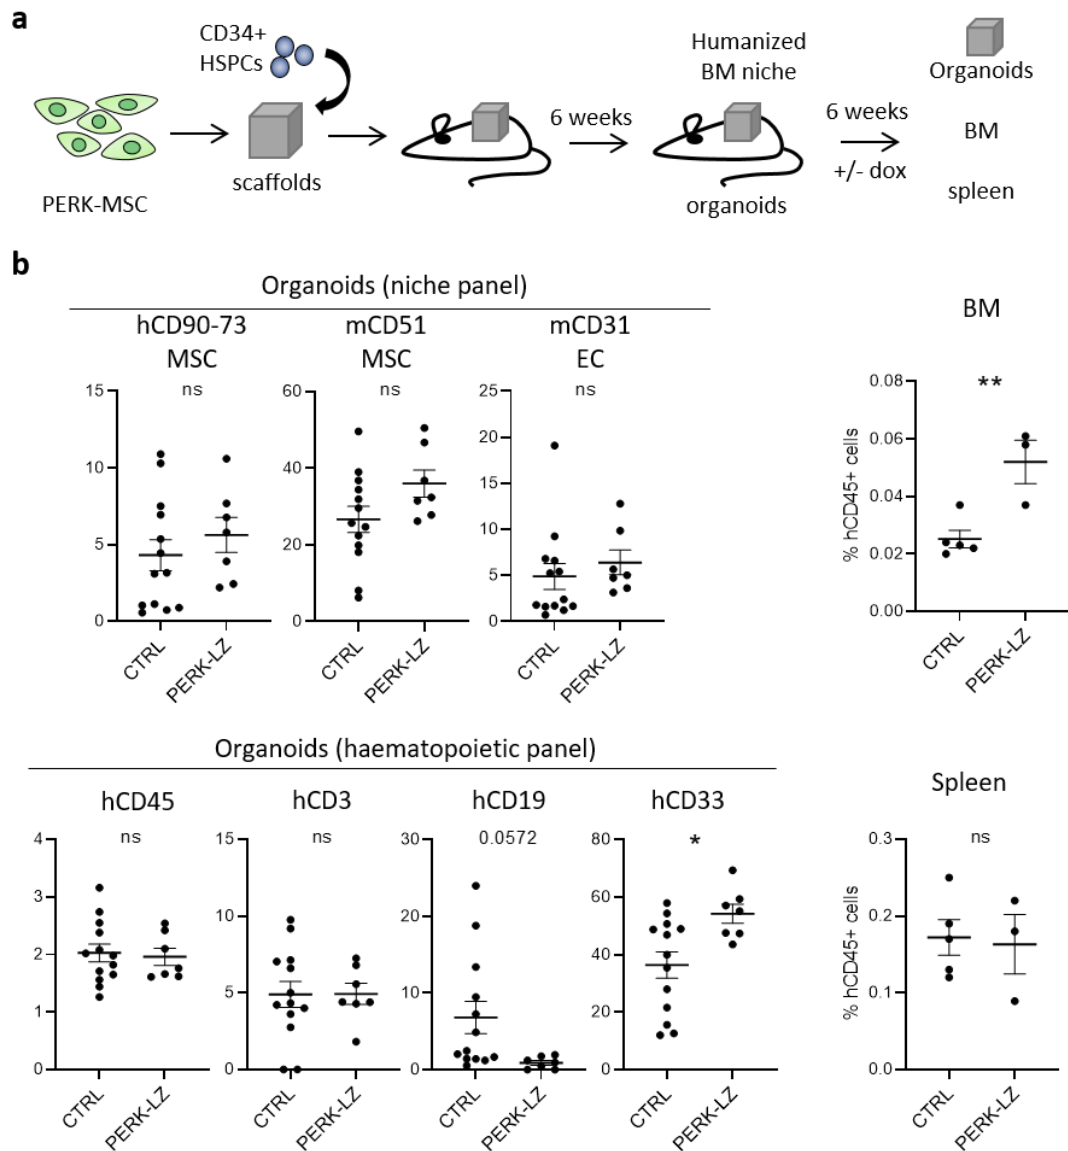 a
CD34+
HSPCs
PERK-MSC
scaffolds
6 weeks
Humanized
BM niche
organoids
6 weeks
+/- dox
Organoids
BM
spleen
b
Organoids (niche panel)
hCD90-73
MSC
ns
15
10
5
0
CTRL
PERK-LZ
mCD51
MSC
ns
60
40
20
0
CTRL
PERK-LZ
mCD31
EC
ns
25
20
15
10
5
0
CTRL
PERK-LZ
BM
**
% hCD45+ cells
0.08
0.06
0.04
0.02
0.00
CTRL
PERK-LZ
Organoids (haematopoietic panel)
hCD45
ns
4
3
2
1
0
CTRL
PERK-LZ
hCD3
ns
15
10
5
0
CTRL
PERK-LZ
hCD19
0.0572
30
20
10
0
CTRL
PERK-LZ
hCD33
*
80
60
40
20
0
CTRL
PERK-LZ
Spleen
ns
% hCD45+ cells
0.3
0.2
0.1
0.0
CTRL
PERK-LZ